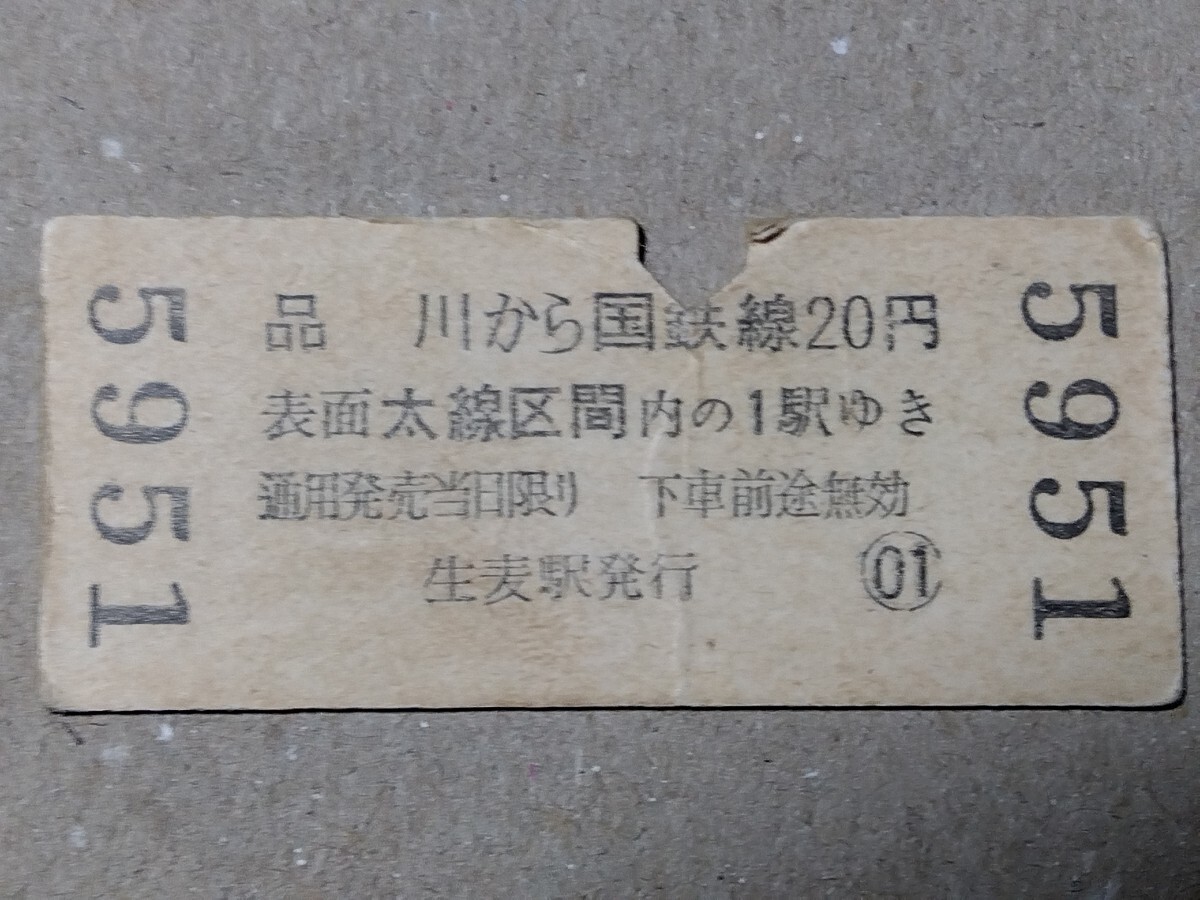 5951
品 川から国鉄線20円
表面太線区間内の1駅ゆき
通用発売当日限り 下車前途無効
生麦駅発行 01
5951